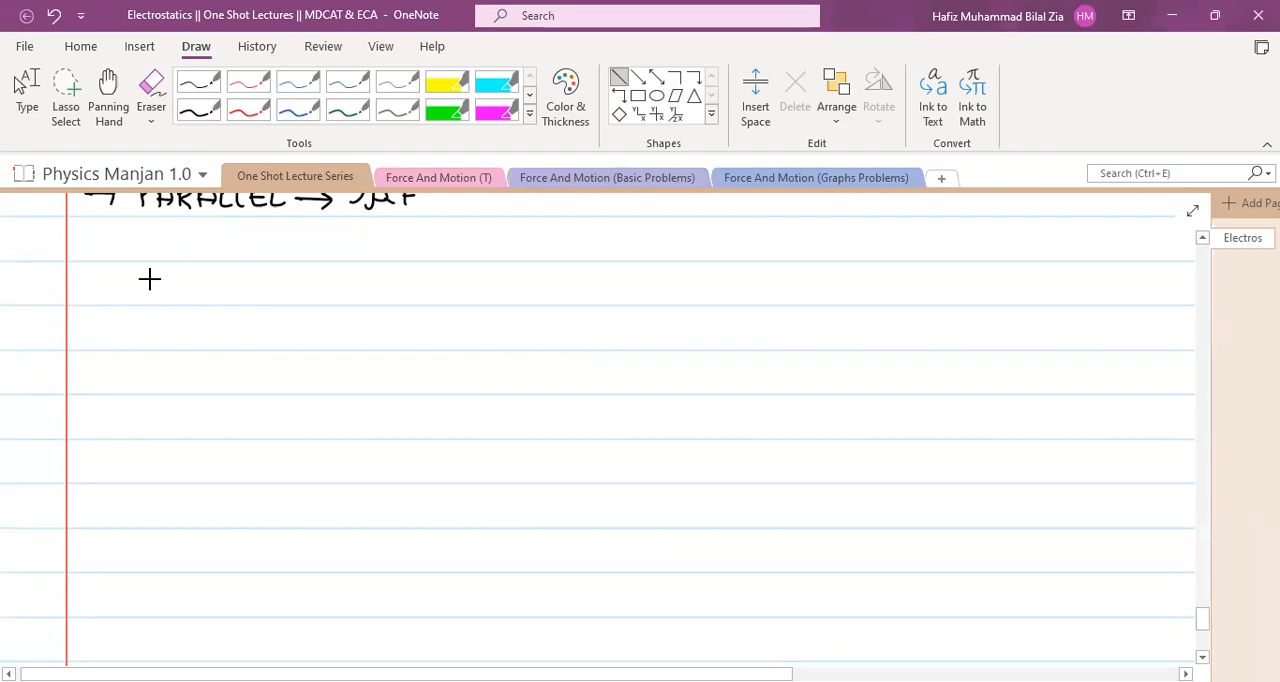 Electrostatics || One Shot Lectures || MDCAT & ECA - OneNote
Search
Hafiz Muhammad Bilal Zia
HM
File
Home
Insert
Draw
History
Review
View
Help
Type
Lasso Select
Panning Hand
Eraser
Color & Thickness
Insert Space
Delete
Arrange
Rotate
Ink to Text
Ink to Math
Tools
Shapes
Edit
Convert
Physics Manjan 1.0
One Shot Lecture Series
Force And Motion (T)
Force And Motion (Basic Problems)
Force And Motion (Graphs Problems)
Search (Ctrl+E)
Add Pag
Electros
→ PARALLEL →